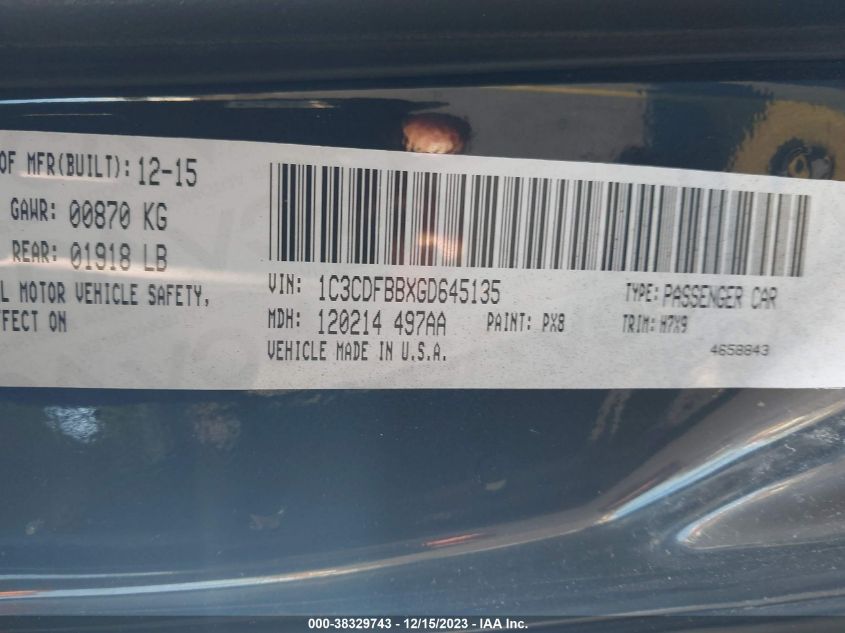 OF MFR(BUILT): 12-15
GAWR: 00870 KG
REAR: 01918 LB
L MOTOR VEHICLE SAFETY,
FFECT ON
VIN: 1C3CDFBBXGD645135
TYPE: PASSENGER CAR
MDH: 120214 497AA
PAINT: PX8
TRIM: H7X9
VEHICLE MADE IN U.S.A.
4658843
000-38329743 - 12/15/2023 - IAA Inc.